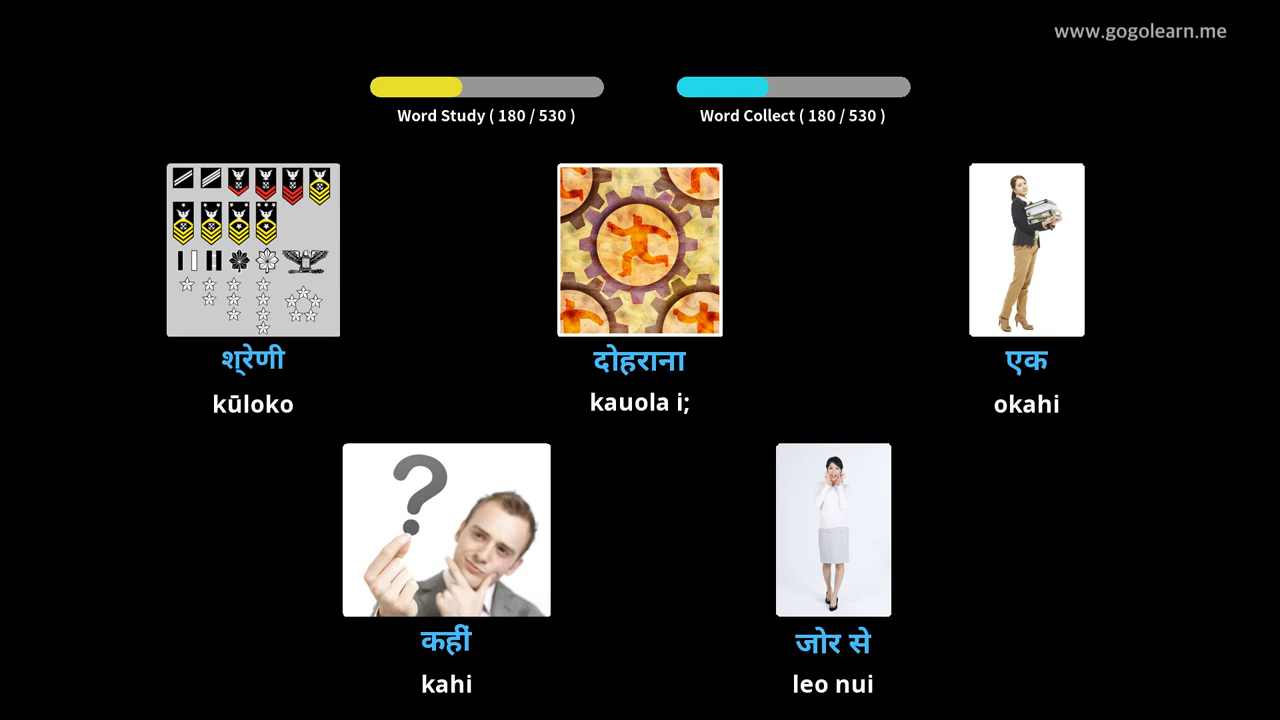 www.gogolearn.me
Word Study ( 180 / 530 )
Word Collect ( 180 / 530 )
श्रेणी
kūloko
दोहराना
kauola i;
एक
okahi
कहीं
kahi
जोर से
leo nui